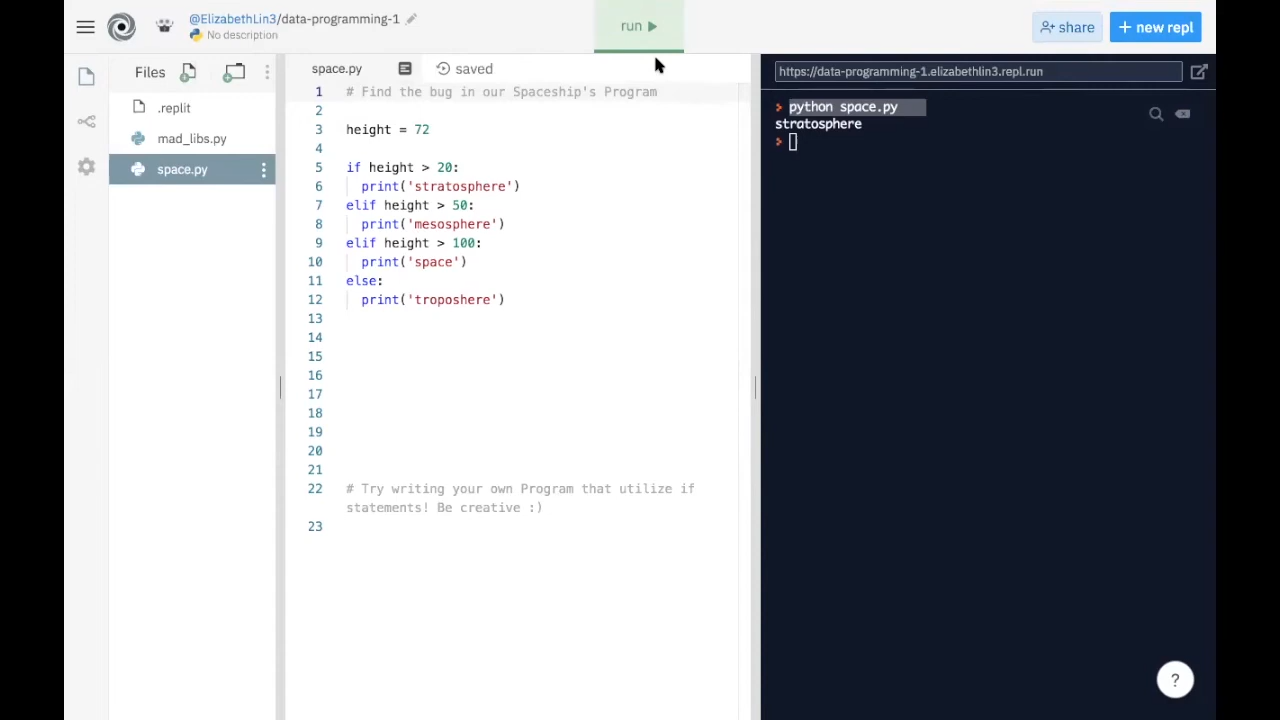 @ElizabethLin3/data-programming-1
No description
run
share
+ new repl
Files
.replit
mad_libs.py
space.py
space.py
saved
1 # Find the bug in our Spaceship's Program
2
3 height = 72
4
5 if height > 20:
6 print('stratosphere')
7 elif height > 50:
8 print('mesosphere')
9 elif height > 100:
10 print('space')
11 else:
12 print('troposhere')
13
14
15
16
17
18
19
20
21
22 # Try writing your own Program that utilize if
statements! Be creative :)
23
https://data-programming-1.elizabethlin3.repl.run
> python space.py
stratosphere
>
?